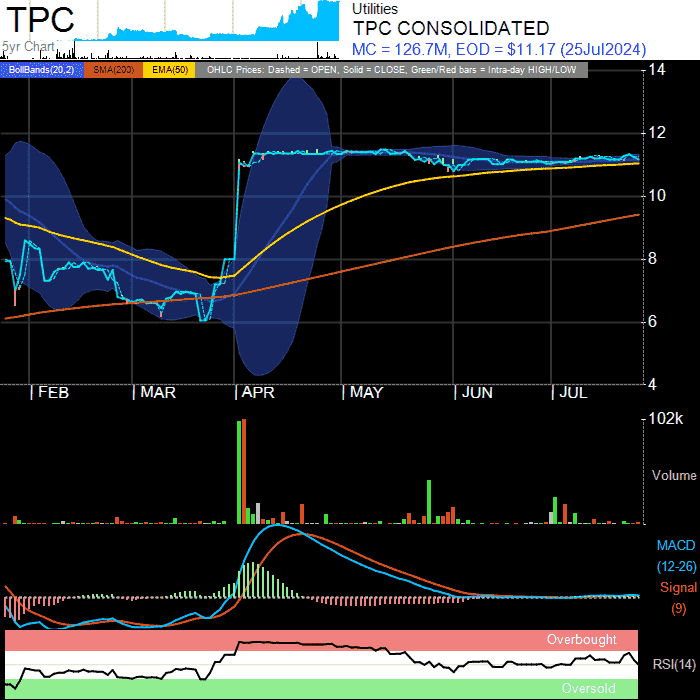 TPC
5yr Chart
Utilities
TPC CONSOLIDATED
MC = 126.7M, EOD = $11.17 (25Jul2024)
BollBands(20,2) SMA(200) EMA(50) OHLC Prices: Dashed = OPEN, Solid = CLOSE, Green/Red bars = Intra-day HIGH/LOW
14
12
10
8
6
4
FEB MAR APR MAY JUN JUL
102k
Volume
MACD
(12-26)
Signal
(9)
Overbought
RSI(14)
Oversold